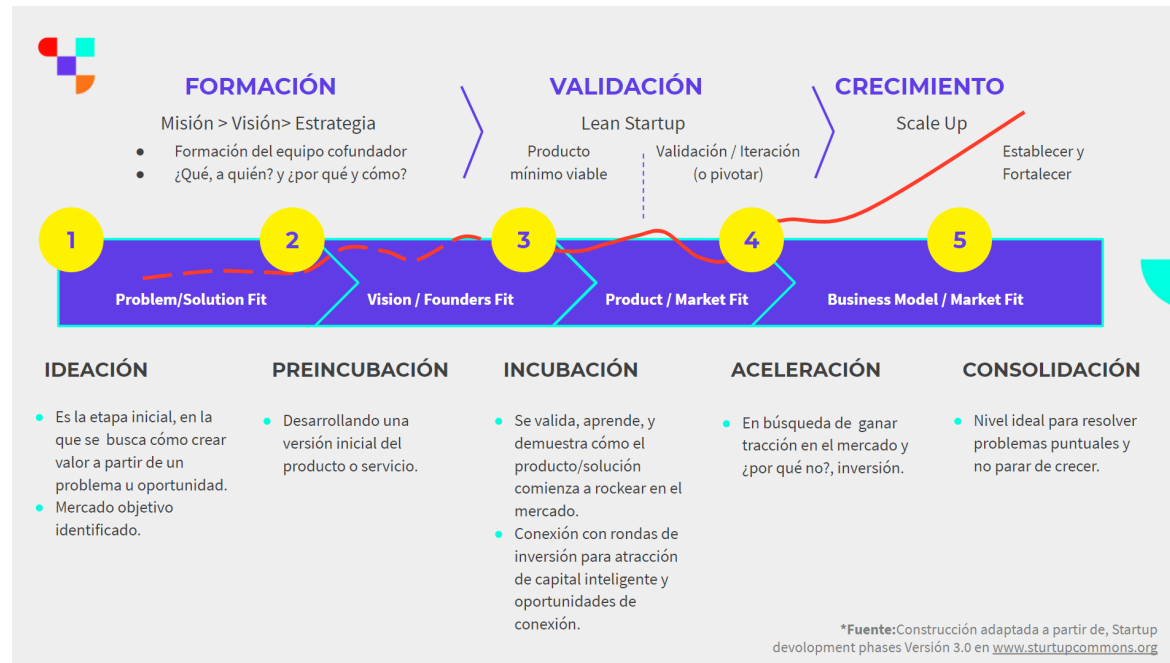 FORMACIÓN
Misión > Visión> Estrategia
● Formación del equipo cofundador
● ¿Qué, a quién? y ¿por qué y cómo?
VALIDACIÓN
Lean Startup
Producto
mínimo viable
Validación / Iteración
(o pivotar)
CRECIMIENTO
Scale Up
Establecer y
Fortalecer
1
2
3
4
5
Problem/Solution Fit
Vision / Founders Fit
Product / Market Fit
Business Model / Market Fit
IDEACIÓN
● Es la etapa inicial, en la
que se busca cómo crear
valor a partir de un
problema u oportunidad.
● Mercado objetivo
identificado.
PREINCUBACIÓN
● Desarrollando una
versión inicial del
producto o servicio.
INCUBACIÓN
● Se valida, aprende, y
demuestra cómo el
producto/solución
comienza a rockear en el
mercado.
● Conexión con rondas de
inversión para atracción
de capital inteligente y
oportunidades de
conexión.
ACELERACIÓN
● En búsqueda de ganar
tracción en el mercado y
¿por qué no?, inversión.
CONSOLIDACIÓN
● Nivel ideal para resolver
problemas puntuales y
no parar de crecer.
*Fuente:Construcción adaptada a partir de, Startup
devolopment phases Versión 3.0 en www.sturtupcommons.org